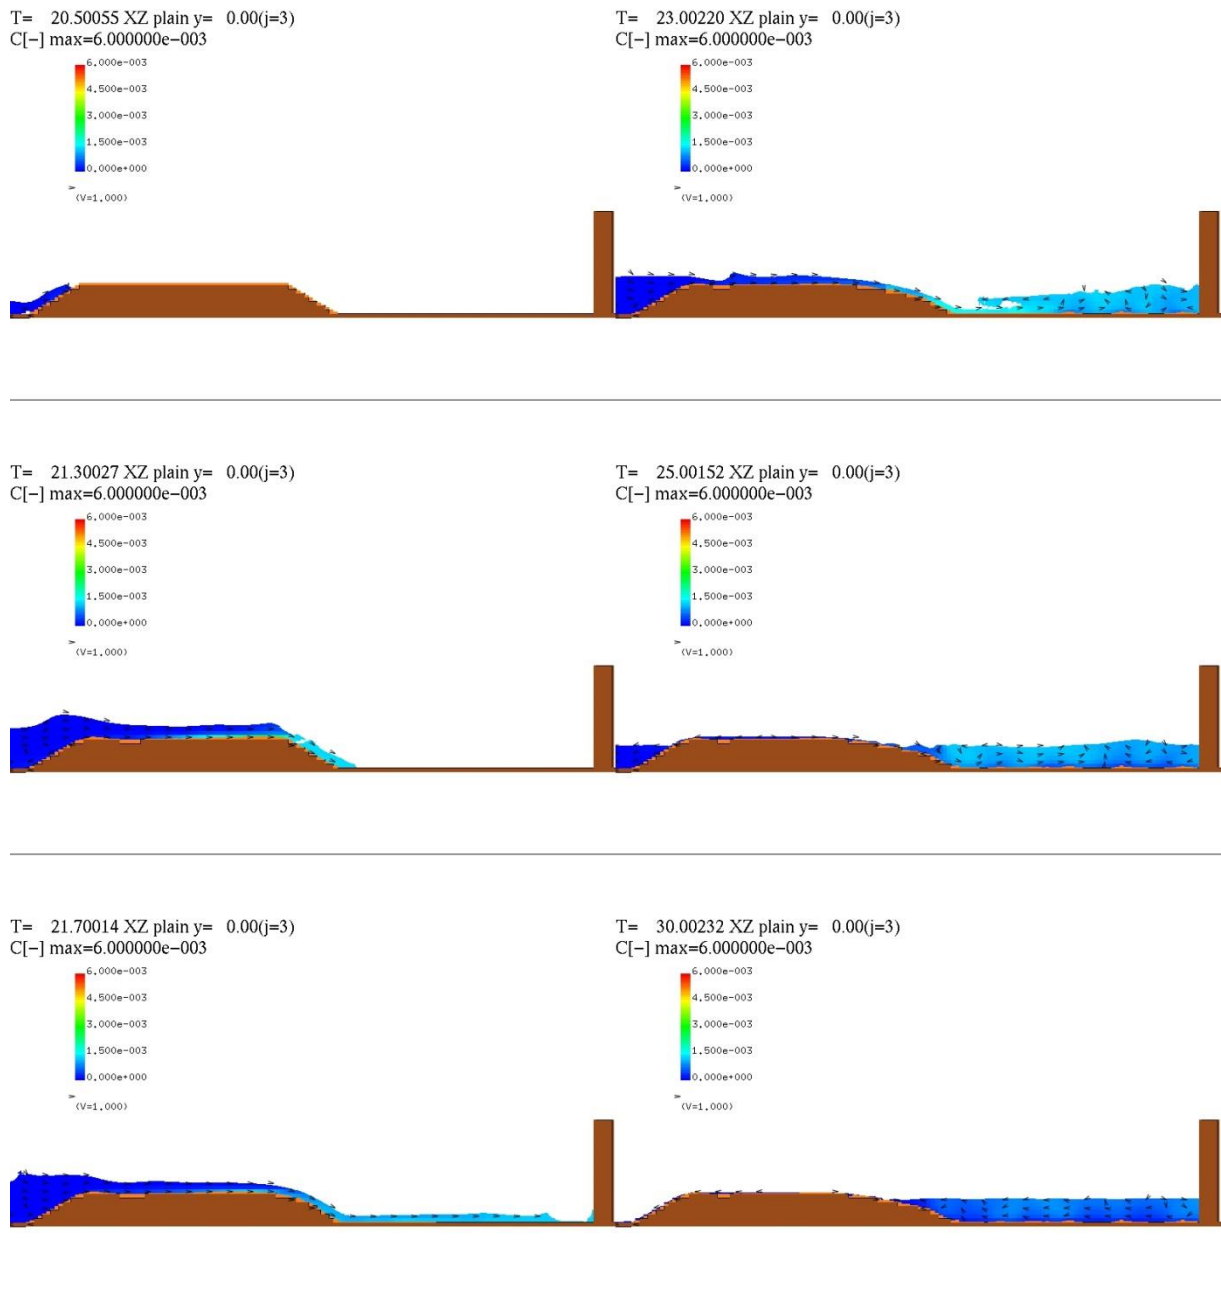 T= 20.50055 XZ plain y= 0.00(j=3)
C[−] max=6.000000e−003
6.000e-003
4.500e-003
3.000e-003
1.500e-003
0.000e+000
(V=1.000)
T= 23.00220 XZ plain y= 0.00(j=3)
C[−] max=6.000000e−003
6.000e-003
4.500e-003
3.000e-003
1.500e-003
0.000e+000
(V=1.000)
T= 21.30027 XZ plain y= 0.00(j=3)
C[−] max=6.000000e−003
6.000e-003
4.500e-003
3.000e-003
1.500e-003
0.000e+000
(V=1.000)
T= 25.00152 XZ plain y= 0.00(j=3)
C[−] max=6.000000e−003
6.000e-003
4.500e-003
3.000e-003
1.500e-003
0.000e+000
(V=1.000)
T= 21.70014 XZ plain y= 0.00(j=3)
C[−] max=6.000000e−003
6.000e-003
4.500e-003
3.000e-003
1.500e-003
0.000e+000
(V=1.000)
T= 30.00232 XZ plain y= 0.00(j=3)
C[−] max=6.000000e−003
6.000e-003
4.500e-003
3.000e-003
1.500e-003
0.000e+000
(V=1.000)